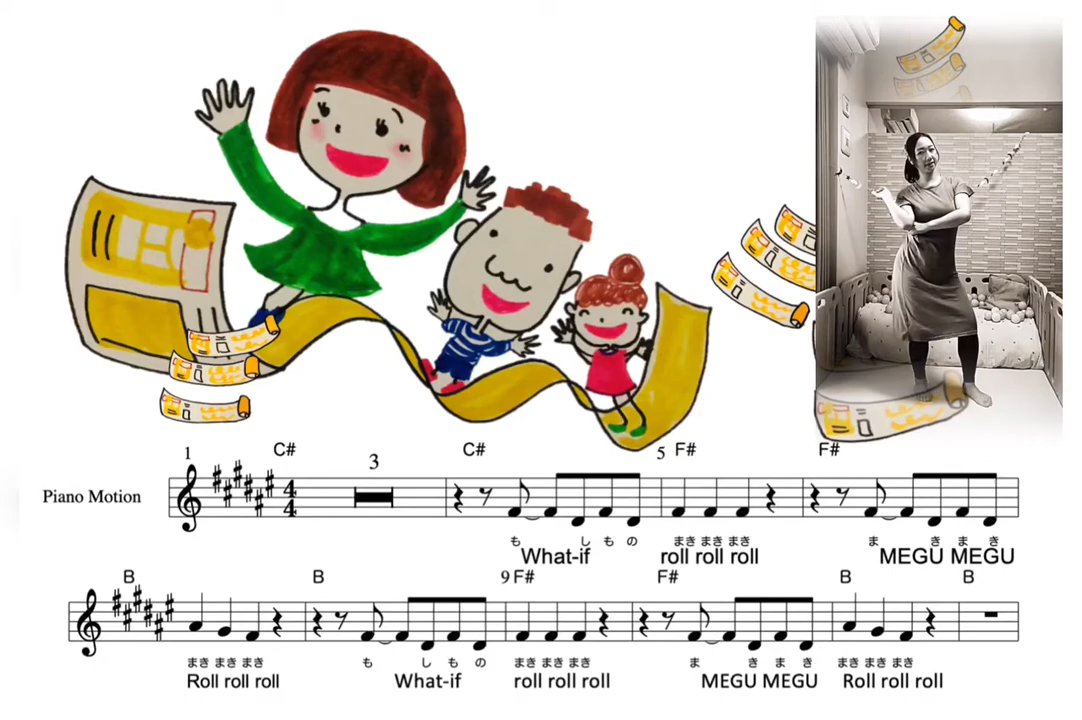 1 C# 3 C# 5 F# F#
Piano Motion 4 4
も しもの まき まき まき ま きまき
What-if roll roll roll MEGU MEGU
B B 9 F# F# B B
まき まき まき も しもの まき まき まき ま きまき まき まき まき
Roll roll roll What-if roll roll roll MEGU MEGU Roll roll roll